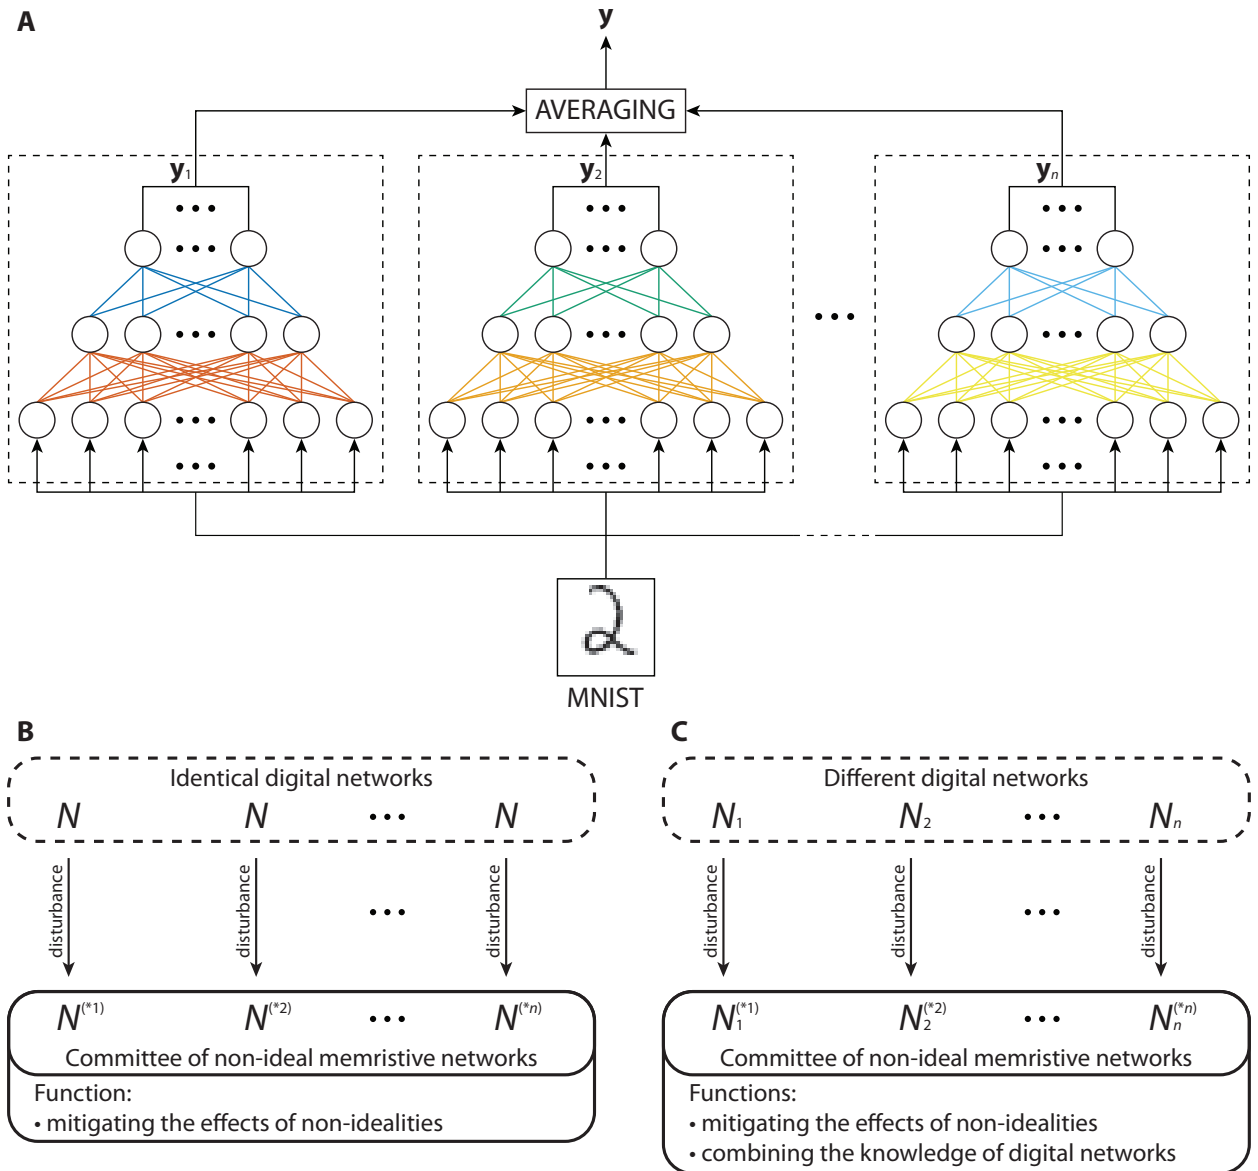 A
y
AVERAGING
y1 y2 yn
MNIST
B
Identical digital networks
N N ••• N
disturbance disturbance ••• disturbance
N(*1) N(*2) ••• N(*n)
Committee of non-ideal memristive networks
Function:
• mitigating the effects of non-idealities
C
Different digital networks
N1 N2 ••• Nn
disturbance disturbance ••• disturbance
N1(*1) N2(*2) ••• Nn(*n)
Committee of non-ideal memristive networks
Functions:
• mitigating the effects of non-idealities
• combining the knowledge of digital networks